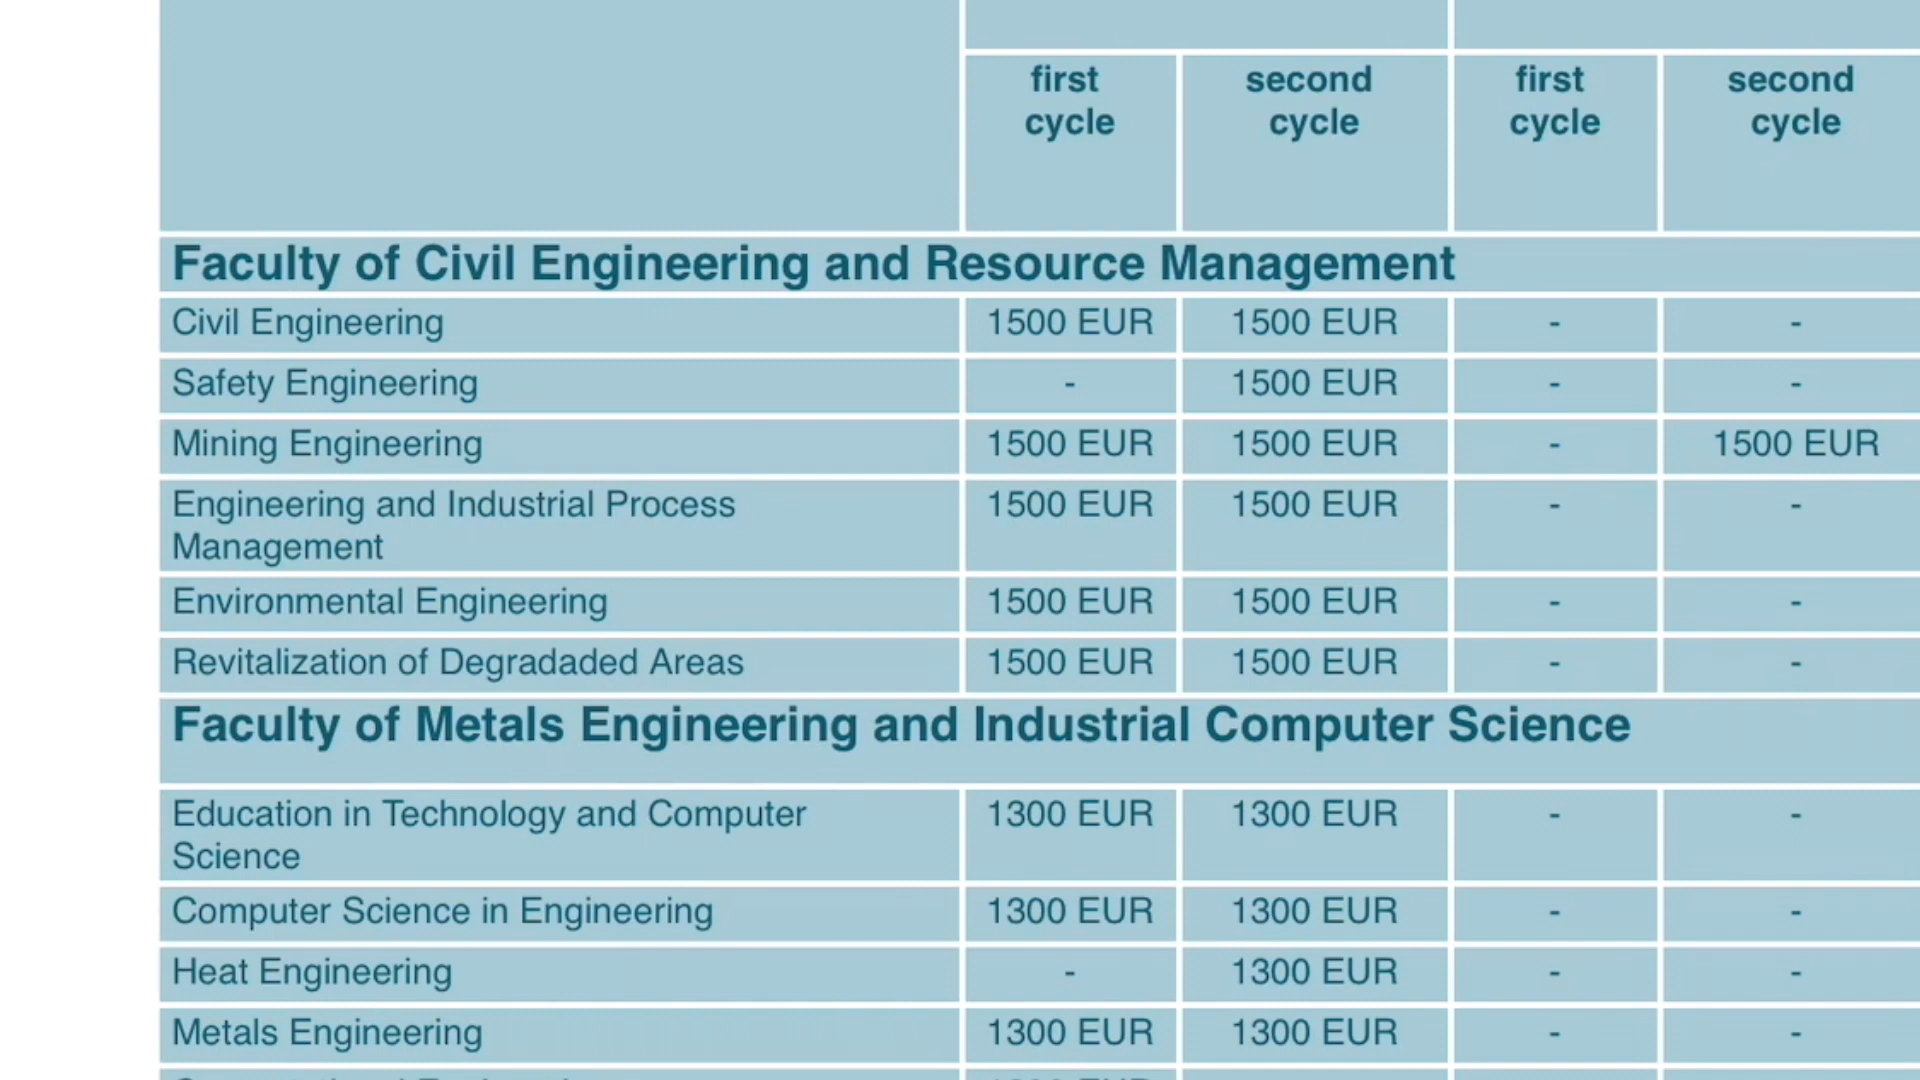 first second first second
cycle cycle cycle cycle
Faculty of Civil Engineering and Resource Management
Civil Engineering 1500 EUR 1500 EUR - -
Safety Engineering - 1500 EUR - -
Mining Engineering 1500 EUR 1500 EUR - 1500 EUR
Engineering and Industrial Process 1500 EUR 1500 EUR - -
Management
Environmental Engineering 1500 EUR 1500 EUR - -
Revitalization of Degradaded Areas 1500 EUR 1500 EUR - -
Faculty of Metals Engineering and Industrial Computer Science
Education in Technology and Computer 1300 EUR 1300 EUR - -
Science
Computer Science in Engineering 1300 EUR 1300 EUR - -
Heat Engineering - 1300 EUR - -
Metals Engineering 1300 EUR 1300 EUR - -